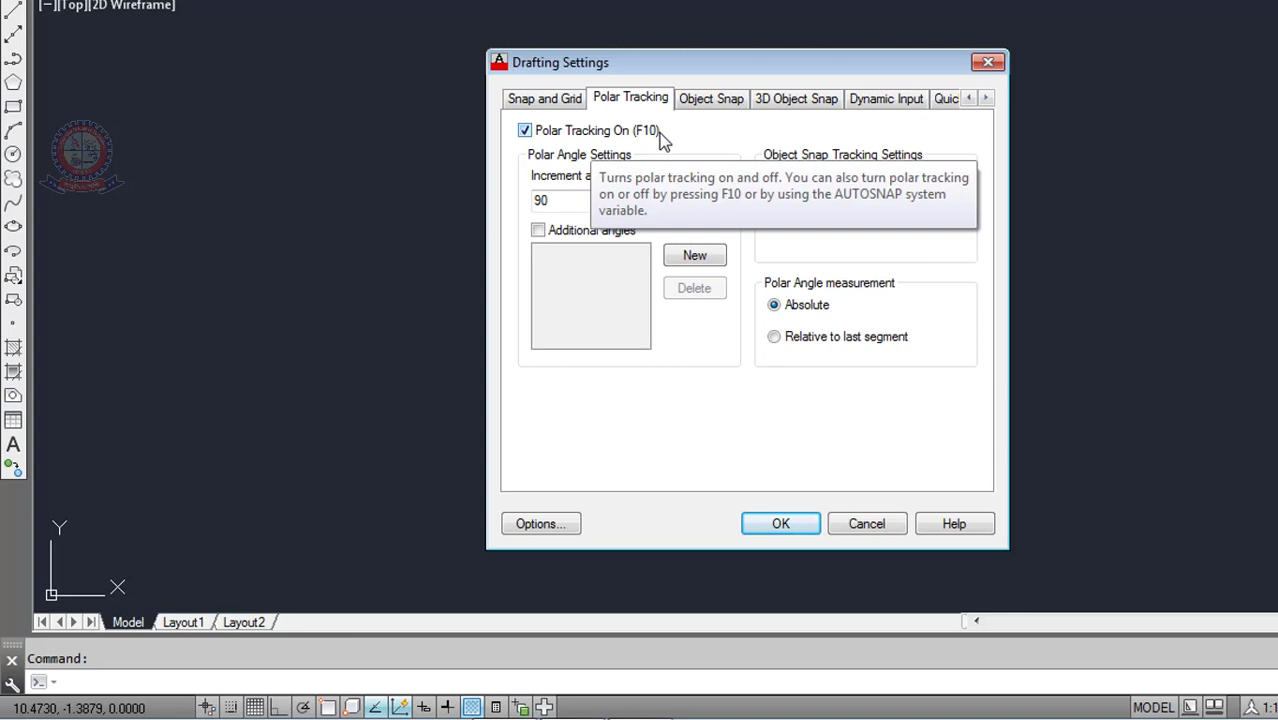 [−][Top][2D Wireframe]
Drafting Settings
Snap and Grid
Polar Tracking
Object Snap
3D Object Snap
Dynamic Input
Quic
Polar Tracking On (F10)
Polar Angle Settings
Increment a
90
Additional angles
New
Delete
Object Snap Tracking Settings
Turns polar tracking on and off. You can also turn polar tracking
on or off by pressing F10 or by using the AUTOSNAP system
variable.
Polar Angle measurement
Absolute
Relative to last segment
Options...
OK
Cancel
Help
Y
X
Model
Layout1
Layout2
Command:
10.4730, -1.3879, 0.0000
MODEL
1:1
A